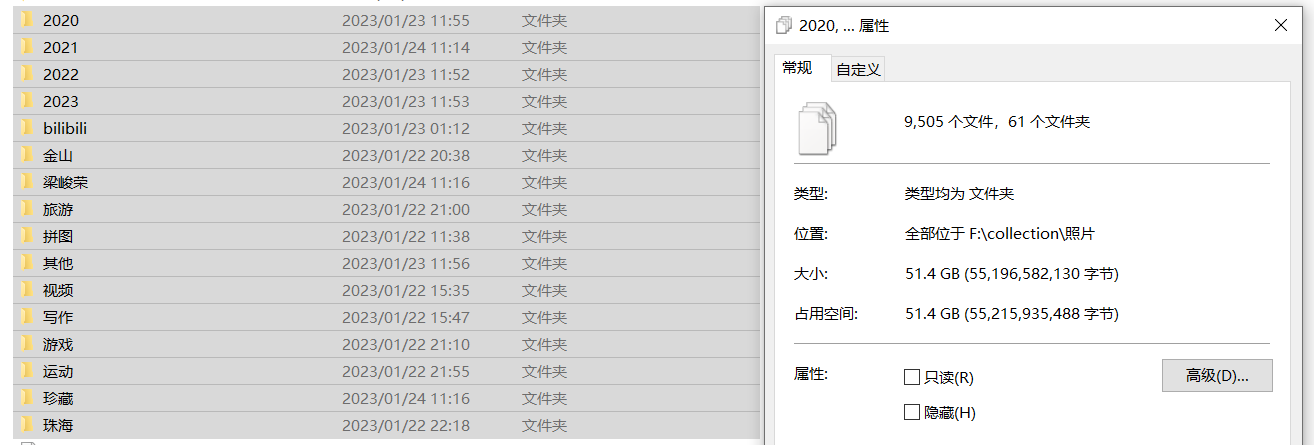 2020 2023/01/23 11:55 文件夹
2021 2023/01/24 11:14 文件夹
2022 2023/01/23 11:52 文件夹
2023 2023/01/23 11:53 文件夹
bilibili 2023/01/23 01:12 文件夹
金山 2023/01/22 20:38 文件夹
梁峻荣 2023/01/24 11:16 文件夹
旅游 2023/01/22 21:00 文件夹
拼图 2023/01/22 11:38 文件夹
其他 2023/01/23 11:56 文件夹
视频 2023/01/22 15:35 文件夹
写作 2023/01/22 15:47 文件夹
游戏 2023/01/22 21:10 文件夹
运动 2023/01/22 21:55 文件夹
珍藏 2023/01/24 11:16 文件夹
珠海 2023/01/22 22:18 文件夹
2020, ... 属性
常规 自定义
9,505 个文件，61 个文件夹
类型: 类型均为 文件夹
位置: 全部位于 F:\collection\照片
大小: 51.4 GB (55,196,582,130 字节)
占用空间: 51.4 GB (55,215,935,488 字节)
属性: 只读(R) 高级(D)...
隐藏(H)